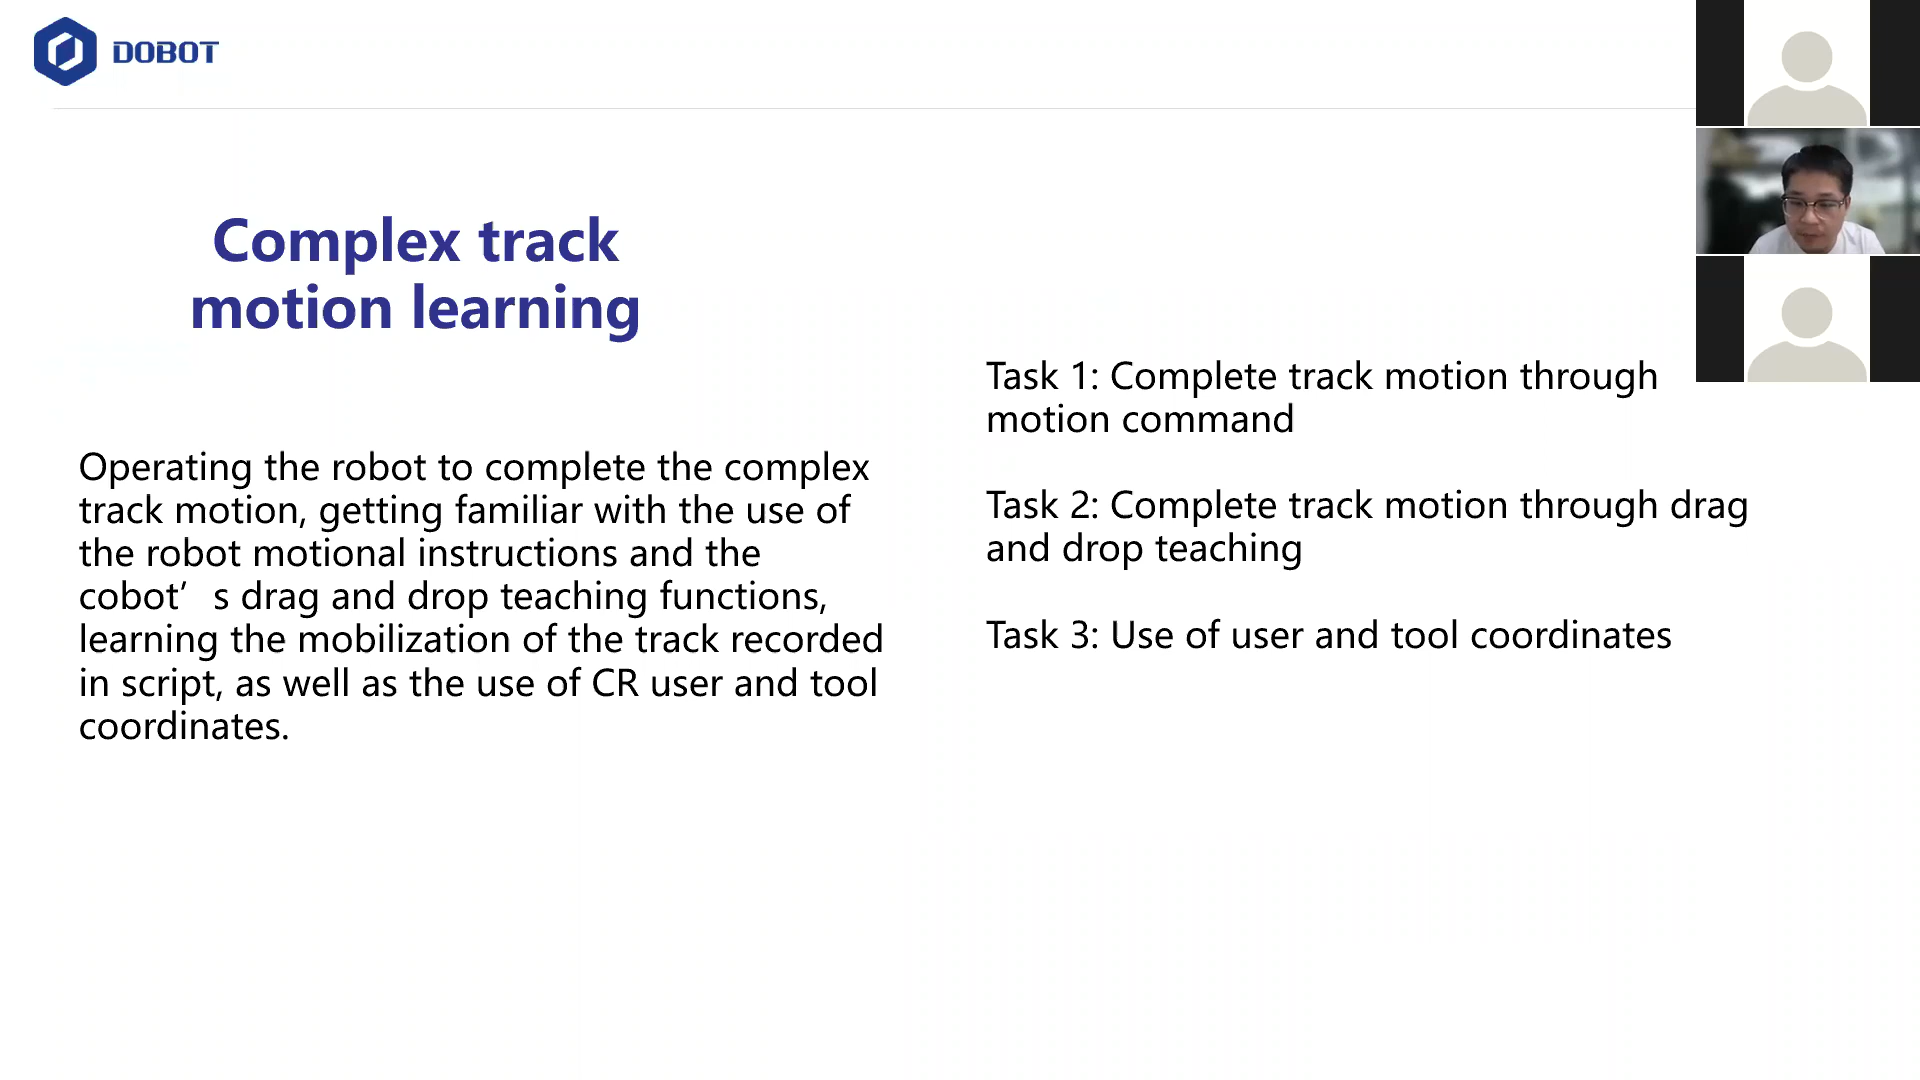 DOBOT
Complex track
motion learning
Operating the robot to complete the complex
track motion, getting familiar with the use of
the robot motional instructions and the
cobot’ s drag and drop teaching functions,
learning the mobilization of the track recorded
in script, as well as the use of CR user and tool
coordinates.
Task 1: Complete track motion through
motion command
Task 2: Complete track motion through drag
and drop teaching
Task 3: Use of user and tool coordinates